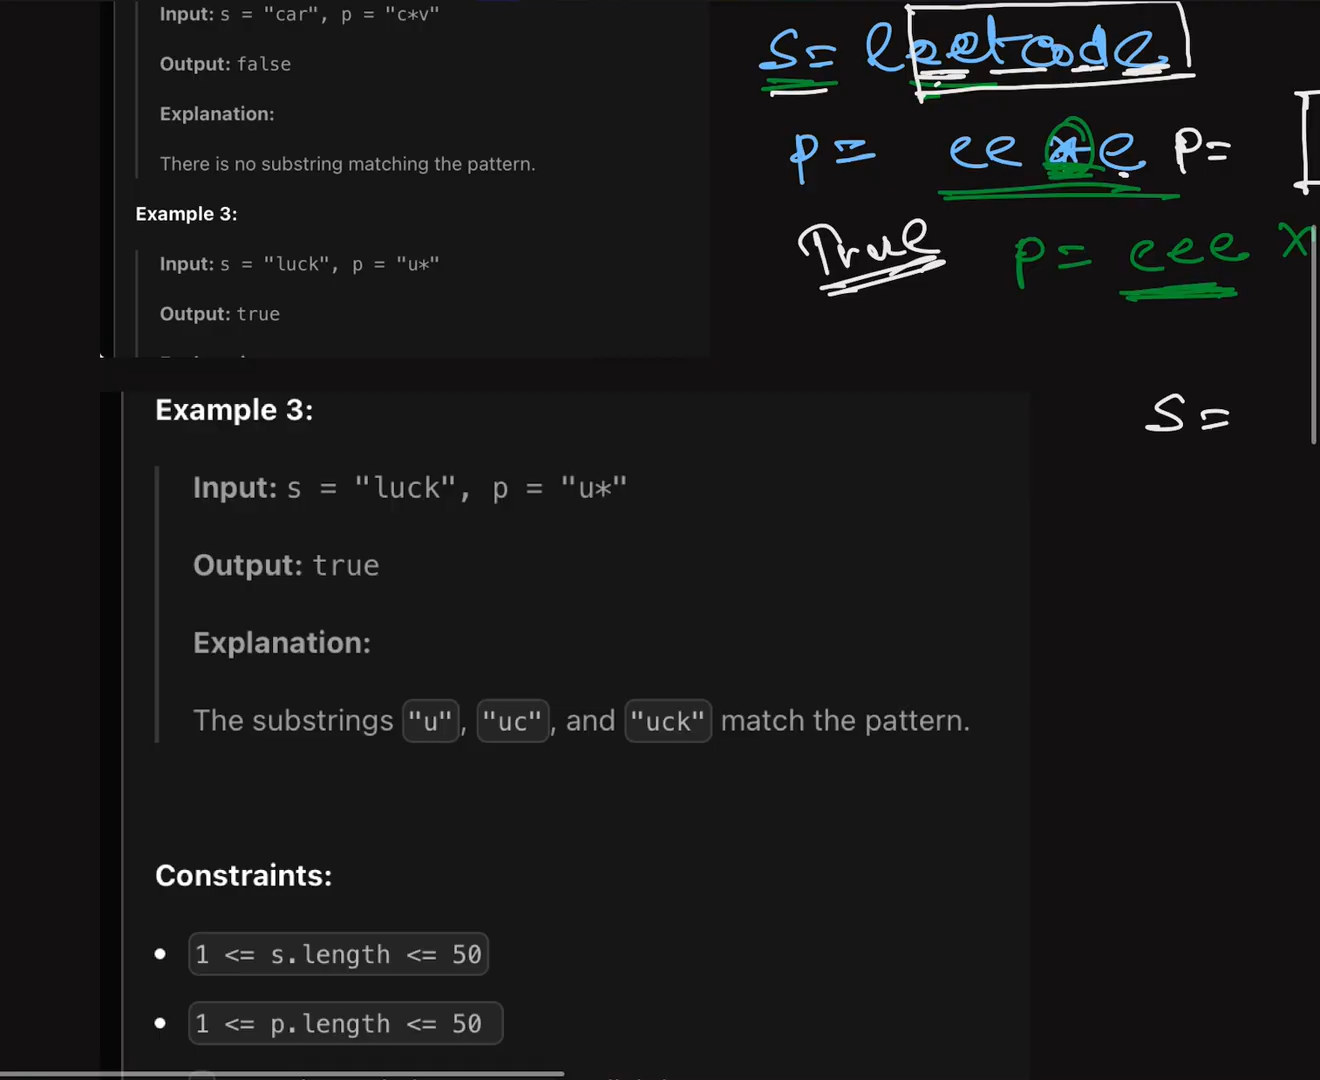 Input: s = "car", p = "c*v"
Output: false
Explanation:
There is no substring matching the pattern.
Example 3:
Input: s = "luck", p = "u*"
Output: true
S= leetcode
p= ee*e p=
True p= eee x
Example 3:
Input: s = "luck", p = "u*"
Output: true
Explanation:
The substrings "u", "uc", and "uck" match the pattern.
S=
Constraints:
• 1 <= s.length <= 50
• 1 <= p.length <= 50